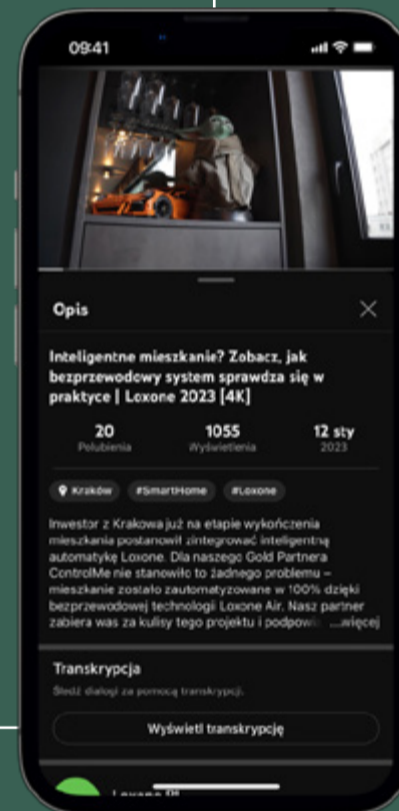 09:41
Opis
Inteligentne mieszkanie? Zobacz, jak
bezprzewodowy system sprawdza się w
praktyce | Loxone 2023 [4K]
20 1055 12 sty
Polubienia Wyświetlenia 2023
Kraków #SmartHome #Loxone
Inwestor z Krakowa już na etapie wykończenia
mieszkania postanowił zintegrować inteligentną
automatykę Loxone. Dla naszego Gold Partnera
ControlMe nie stanowiło to żadnego problemu –
mieszkanie zostało zautomatyzowane w 100% dzięki
bezprzewodowej technologii Loxone Air. Nasz partner
zabiera was za kulisy tego projektu i ...więcej
Transkrypcja
Śledź dialogi za pomocą transkrypcji.
Wyświetl transkrypcję